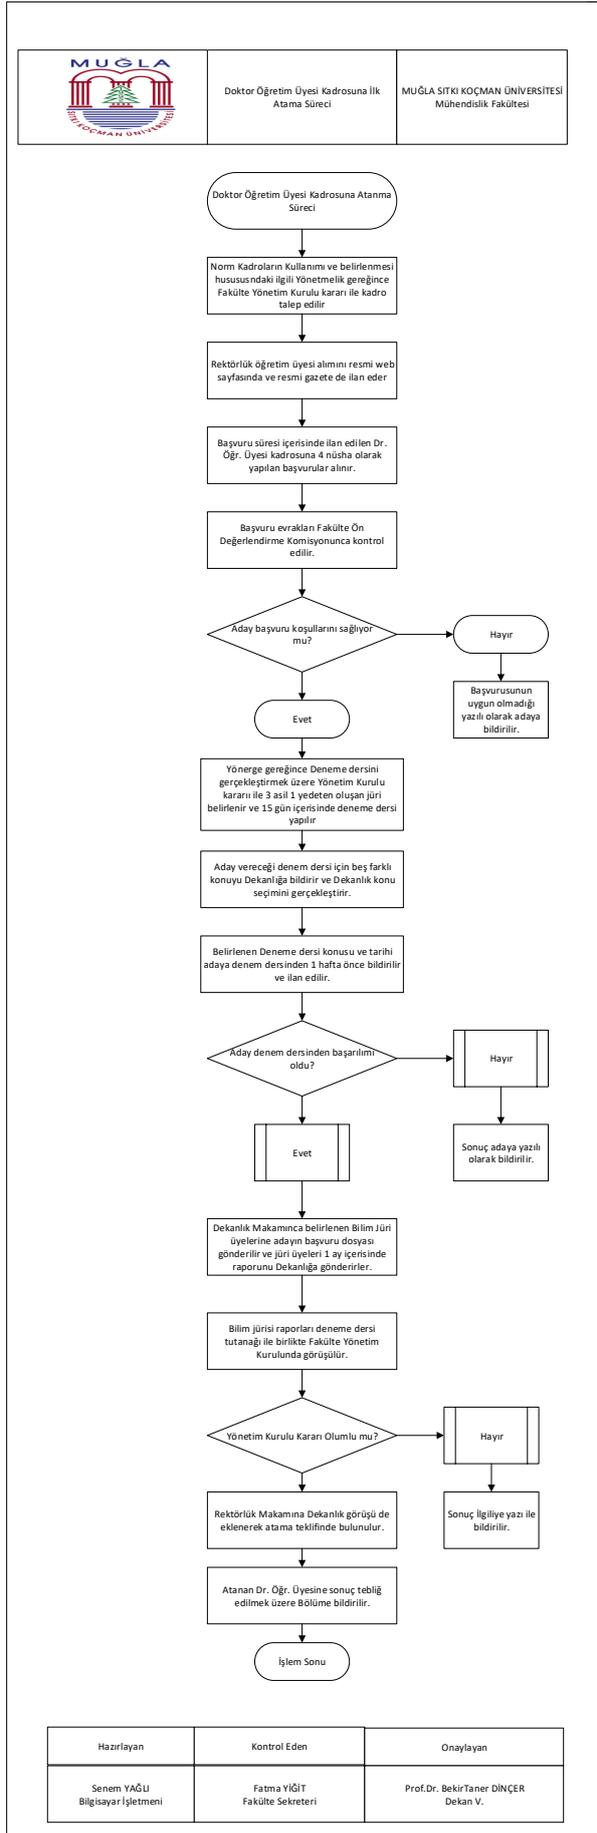 MUĞLA
SITKI KOÇMAN ÜNİVERSİTESİ
Doktor Öğretim Üyesi Kadrosuna İlk
Atama Süreci
MUĞLA SITKI KOÇMAN ÜNİVERSİTESİ
Mühendislik Fakültesi
Doktor Öğretim Üyesi Kadrosuna Atanma
Süreci
Norm Kadroların Kullanımı ve belirlenmesi
husususndaki ilgili Yönetmelik gereğince
Fakülte Yönetim Kurulu kararı ile kadro
talep edilir
Rektörlük öğretim üyesi alımını resmi web
sayfasında ve resmi gazete de ilan eder
Başvuru süresi içerisinde ilan edilen Dr.
Öğr. Üyesi kadrosuna 4 nüsha olarak
yapılan başvurular alınır.
Başvuru evrakları Fakülte Ön
Değerlendirme Komisyonunca kontrol
edilir.
Aday başvuru koşullarını sağlıyor
mu?
Hayır
Başvurusunun
uygun olmadığı
yazılı olarak adaya
bildirilir.
Evet
Yönerge gereğince Deneme dersini
gerçekleştirmek üzere Yönetim Kurulu
kararıı ile 3 asil 1 yedeten oluşan jüri
belirlenir ve 15 gün içerisinde deneme dersi
yapılır
Aday vereceği denem dersi için beş farklı
konuyu Dekanlığa bildirir ve Dekanlık konu
seçimini gerçekleştirir.
Belirlenen Deneme dersi konusu ve tarihi
adaya denem dersinden 1 hafta önce bildirilir
ve ilan edilir.
Aday denem dersinden başarılımı
oldu?
Hayır
Sonuç adaya yazılı
olarak bildirilir.
Evet
Dekanlık Makamınca belirlenen Bilim Jüri
üyelerine adayın başvuru dosyası
gönderilir ve jüri üyeleri 1 ay içerisinde
raporunu Dekanlığa gönderirler.
Bilim jürisi raporları deneme dersi
tutanağı ile birlikte Fakülte Yönetim
Kurulunda görüşülür.
Yönetim Kurulu Kararı Olumlu mu?
Hayır
Sonuç İlgiliye yazı ile
bildirilir.
Rektörlük Makamına Dekanlık görüşü de
eklenerek atama teklifinde bulunulur.
Atanan Dr. Öğr. Üyesine sonuç tebliğ
edilmek üzere Bölüme bildirilir.
İşlem Sonu
Hazırlayan
Kontrol Eden
Onaylayan
Senem YAĞLI
Bilgisayar İşletmeni
Fatma YİĞİT
Fakülte Sekreteri
Prof.Dr. BekirTaner DİNÇER
Dekan V.